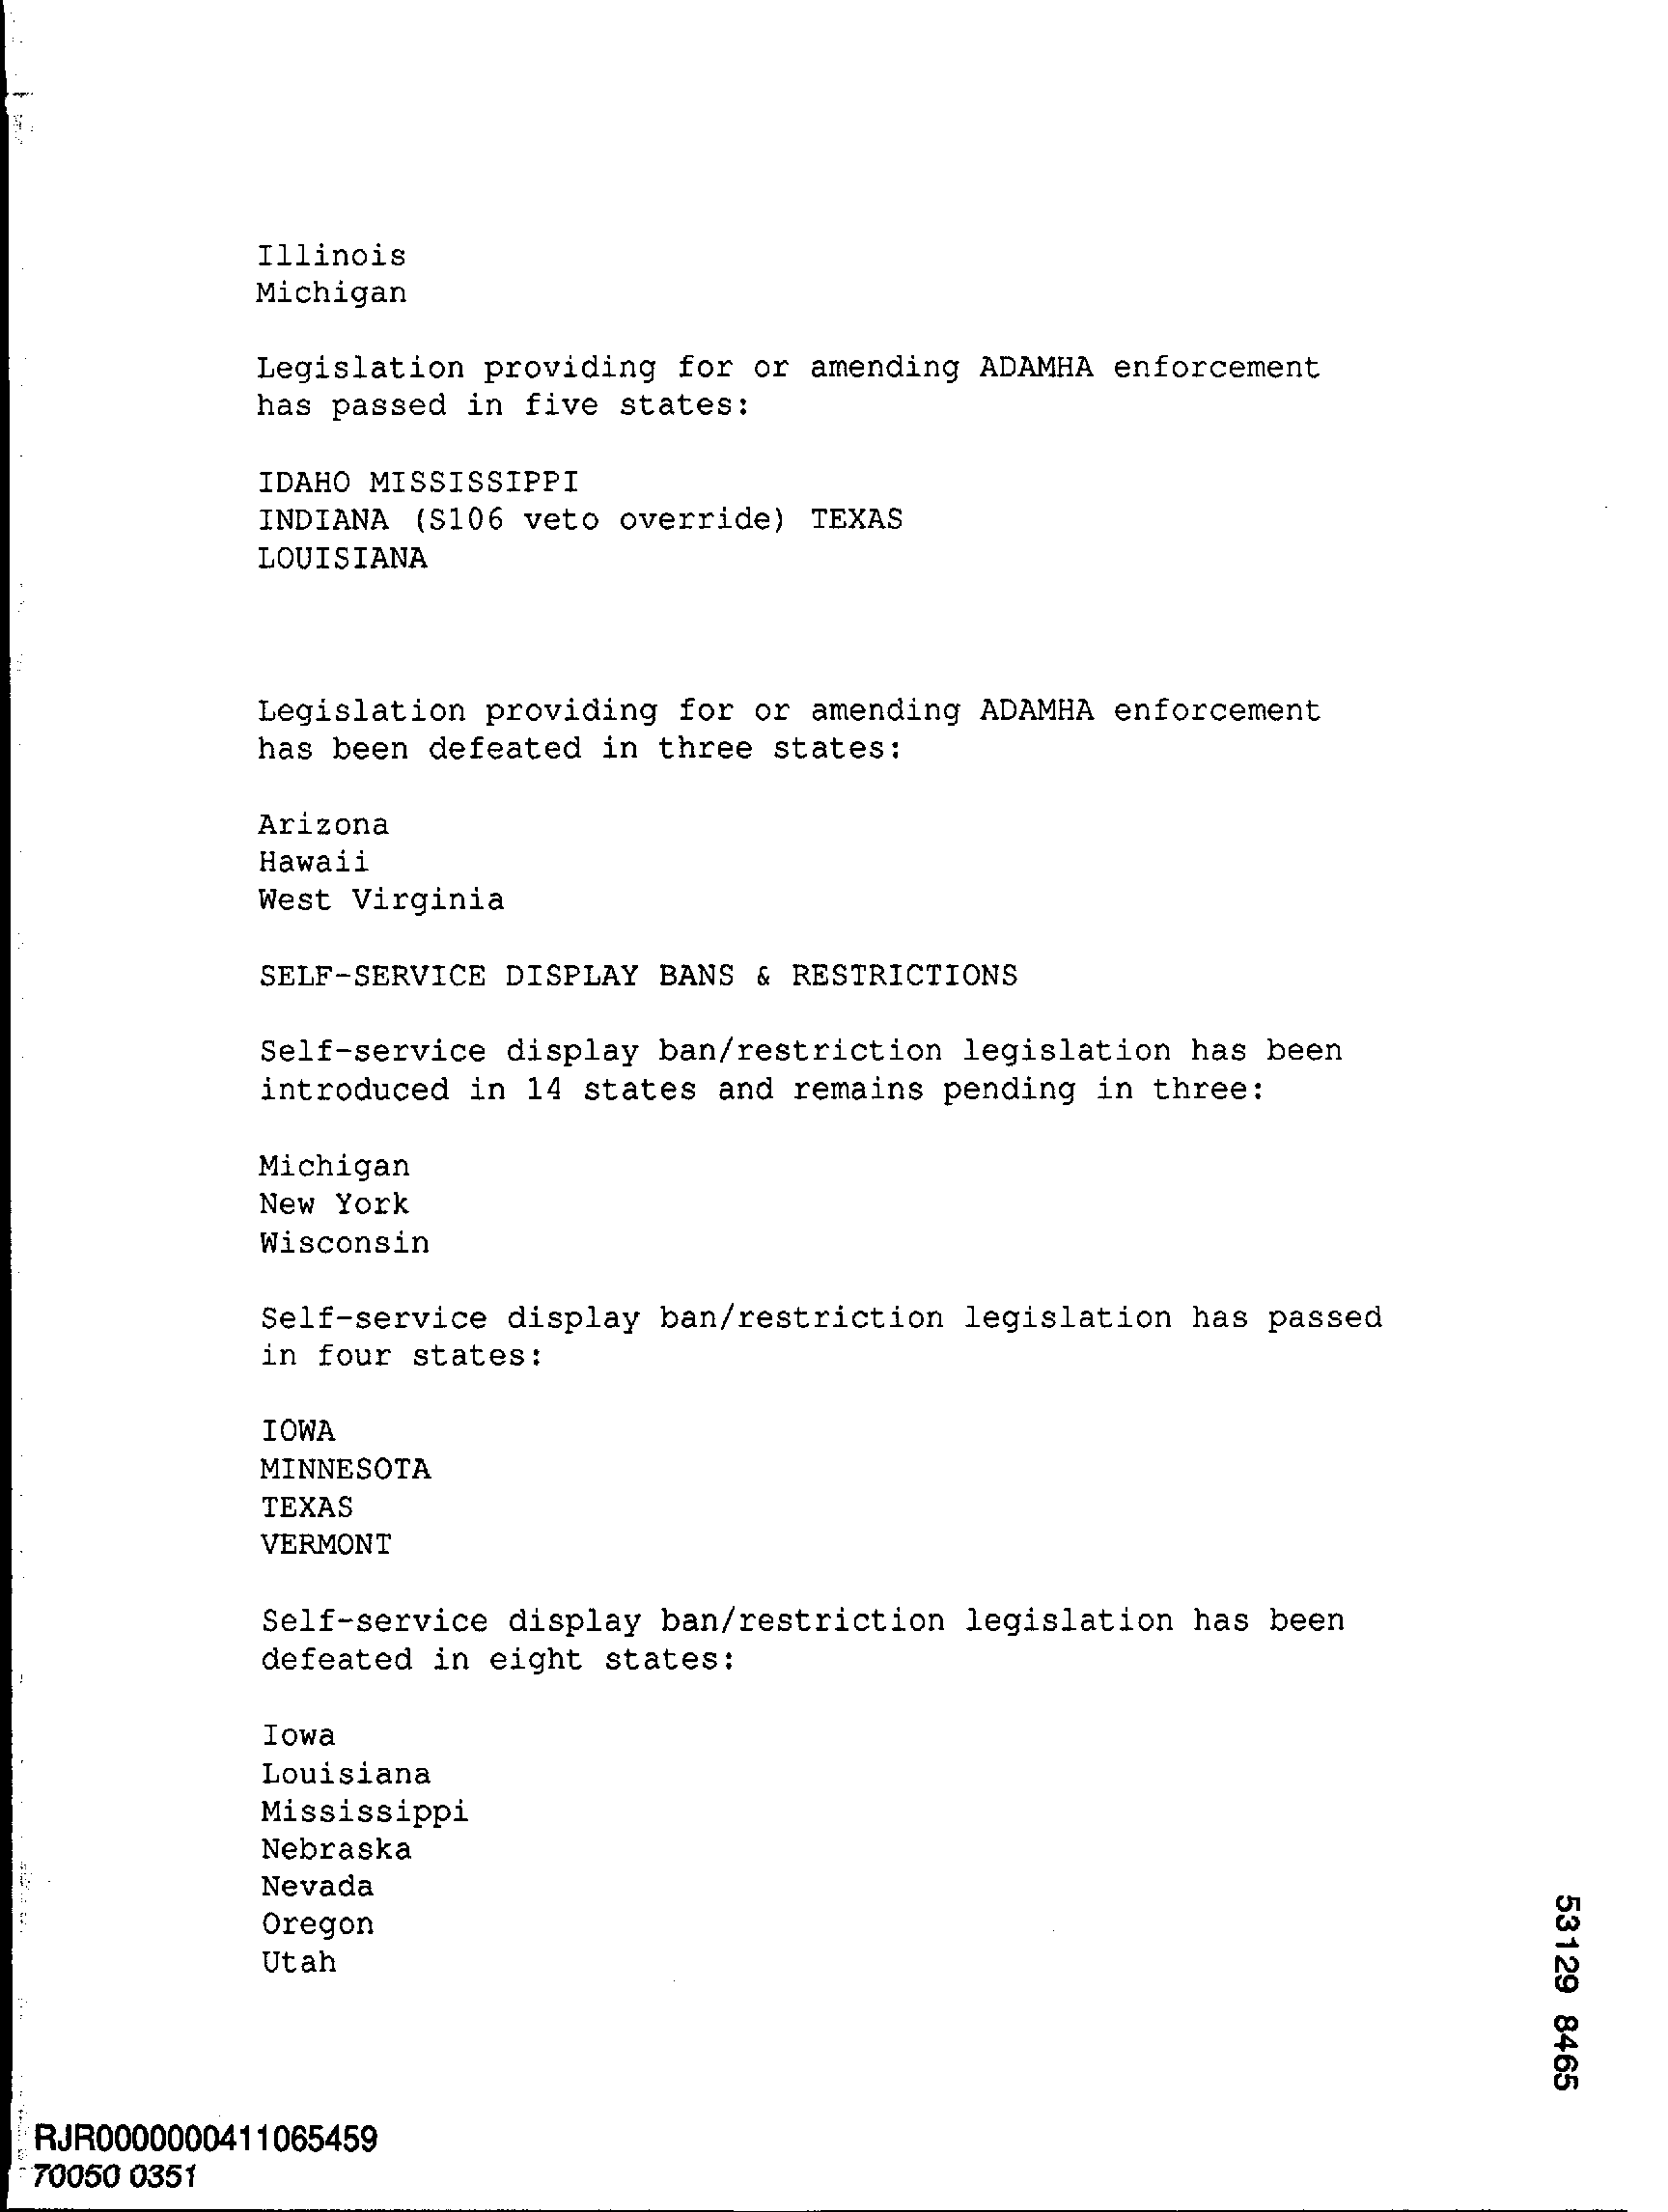 Illinois
Michigan
Legislation providing for or amending ADAMHA enforcement
has passed in five states:
IDAHO MISSISSIPPI
INDIANA (S106 veto override) TEXAS
LOUISIANA
Legislation providing for or amending ADAMHA enforcement
has been defeated in three states:
Arizona
Hawaii
West Virginia
SELF-SERVICE DISPLAY BANS & RESTRICTIONS
Self-service display ban/restriction legislation has been
introduced in 14 states and remains pending in three:
Michigan
New York
Wisconsin
Self-service display ban/restriction legislation has passed
in four states:
IOWA
MINNESOTA
TEXAS
VERMONT
Self-service display ban/restriction legislation has been
defeated in eight states:
Iowa
Louisiana
Mississippi
Nebraska
Nevada
Oregon
Utah
53129 8465
RJR0000000411065459
70050 0351